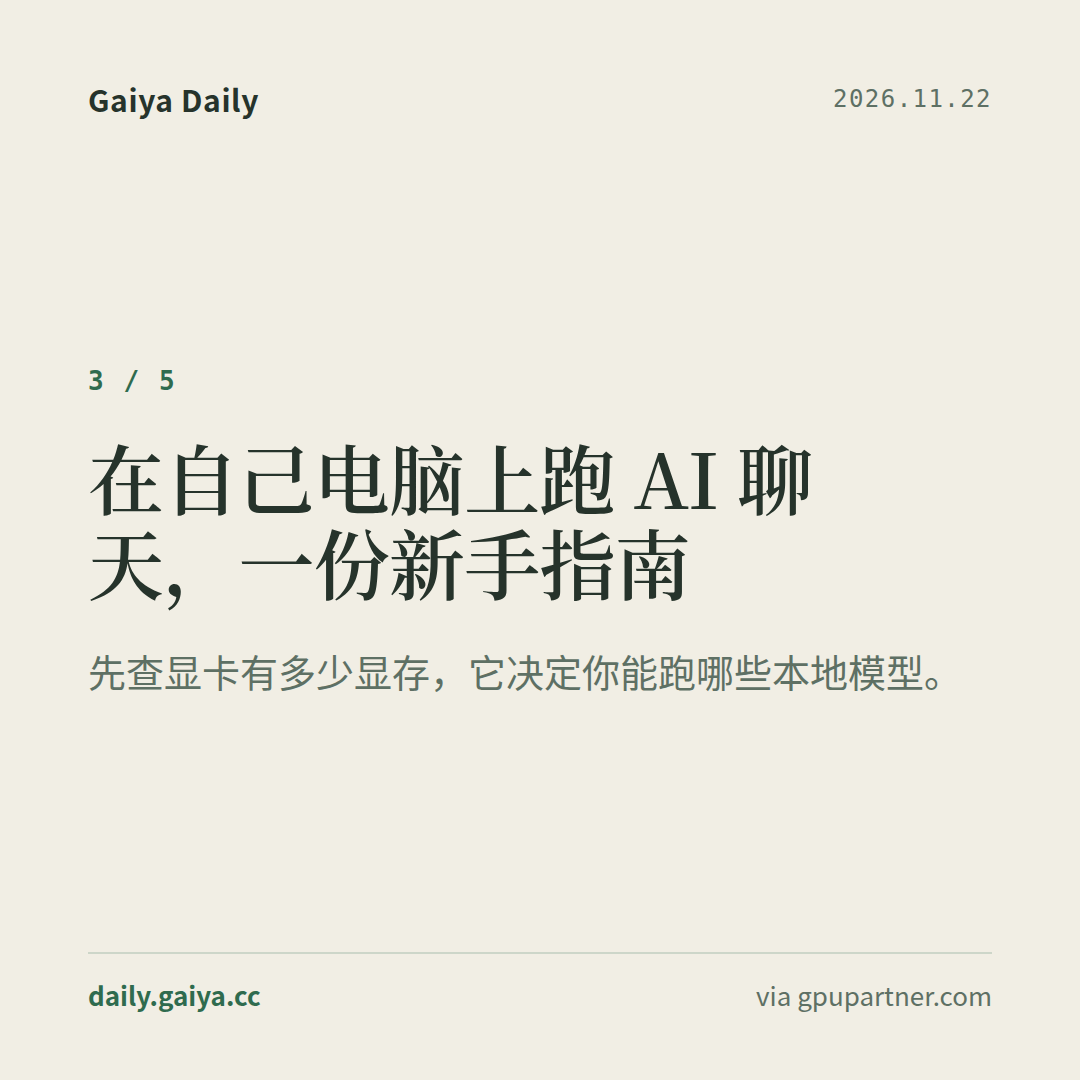 Gaiya Daily
2026.11.22
3 / 5
在自己电脑上跑 AI 聊
天，一份新手指南
先查显卡有多少显存，它决定你能跑哪些本地模型。
daily.gaiya.cc
via gpupartner.com